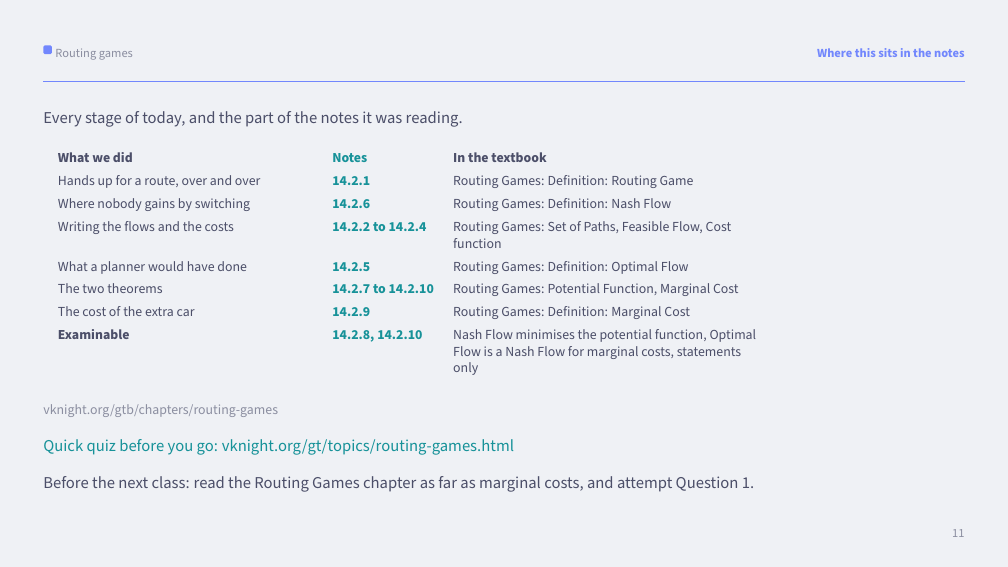 Routing games
Where this sits in the notes
Every stage of today, and the part of the notes it was reading.
What we did Notes In the textbook
Hands up for a route, over and over 14.2.1 Routing Games: Definition: Routing Game
Where nobody gains by switching 14.2.6 Routing Games: Definition: Nash Flow
Writing the flows and the costs 14.2.2 to 14.2.4 Routing Games: Set of Paths, Feasible Flow, Cost
function
What a planner would have done 14.2.5 Routing Games: Definition: Optimal Flow
The two theorems 14.2.7 to 14.2.10 Routing Games: Potential Function, Marginal Cost
The cost of the extra car 14.2.9 Routing Games: Definition: Marginal Cost
Examinable 14.2.8, 14.2.10 Nash Flow minimises the potential function, Optimal
Flow is a Nash Flow for marginal costs, statements
only
vknight.org/gtb/chapters/routing-games
Quick quiz before you go: vknight.org/gt/topics/routing-games.html
Before the next class: read the Routing Games chapter as far as marginal costs, and attempt Question 1.
11